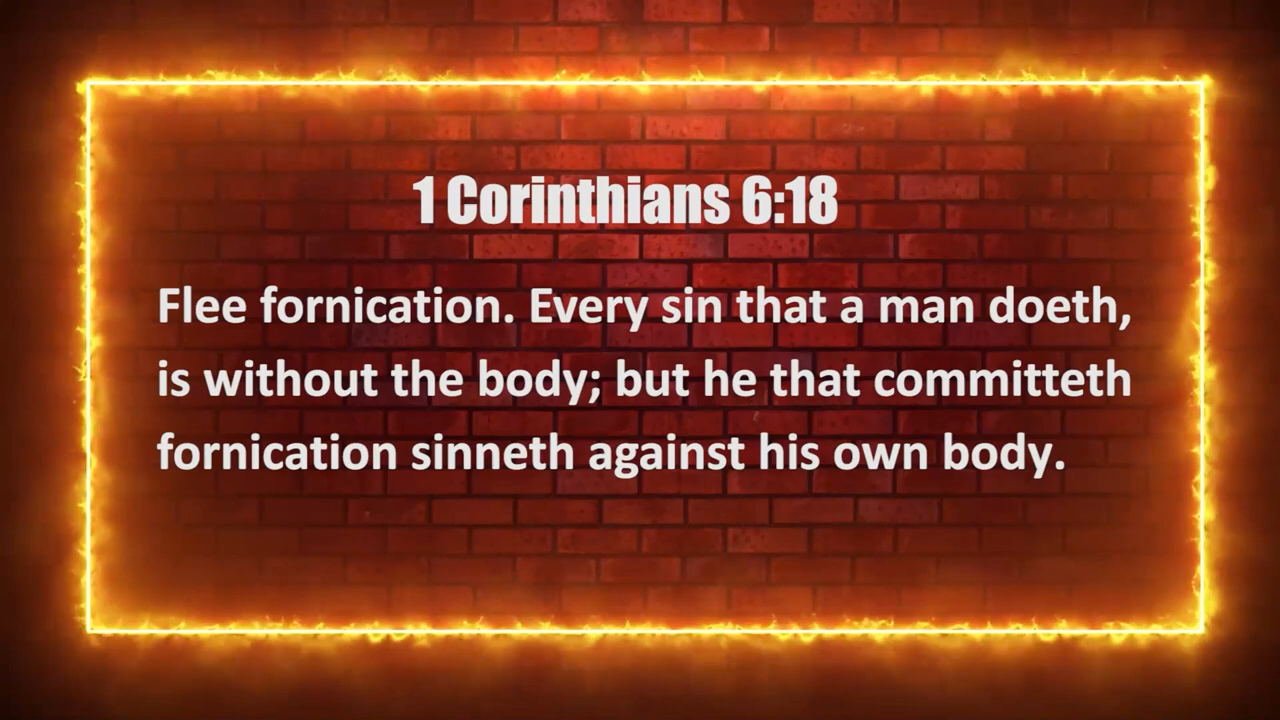 1 Corinthians 6:18
Flee fornication. Every sin that a man doeth,
is without the body; but he that committeth
fornication sinneth against his own body.